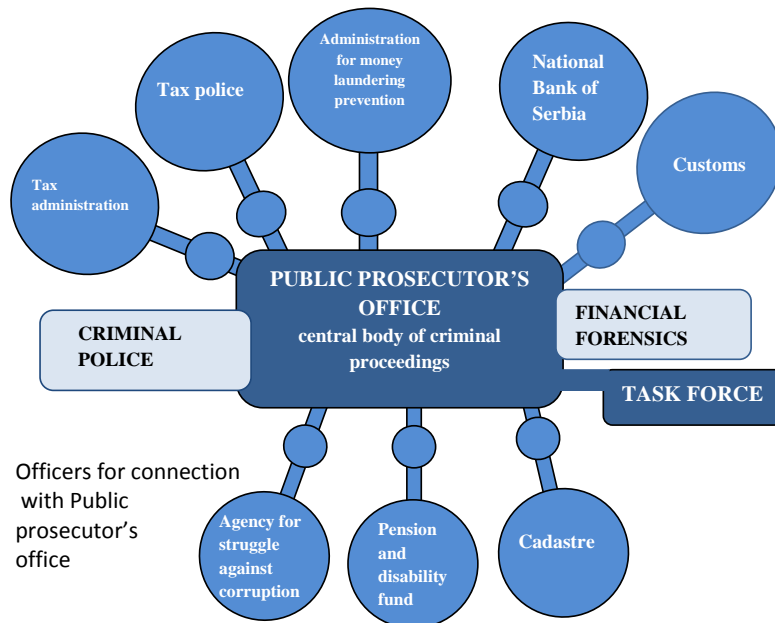 Administration
for money
laundering
prevention
National
Bank of
Serbia
Tax police
Customs
Tax
administration
PUBLIC PROSECUTOR'S
OFFICE
central body of criminal
proceedings
CRIMINAL
POLICE
FINANCIAL
FORENSICS
TASK FORCE
Officers for connection
with Public
prosecutor's
office
Agency for
struggle
against
corruption
Pension
and
disability
fund
Cadastre